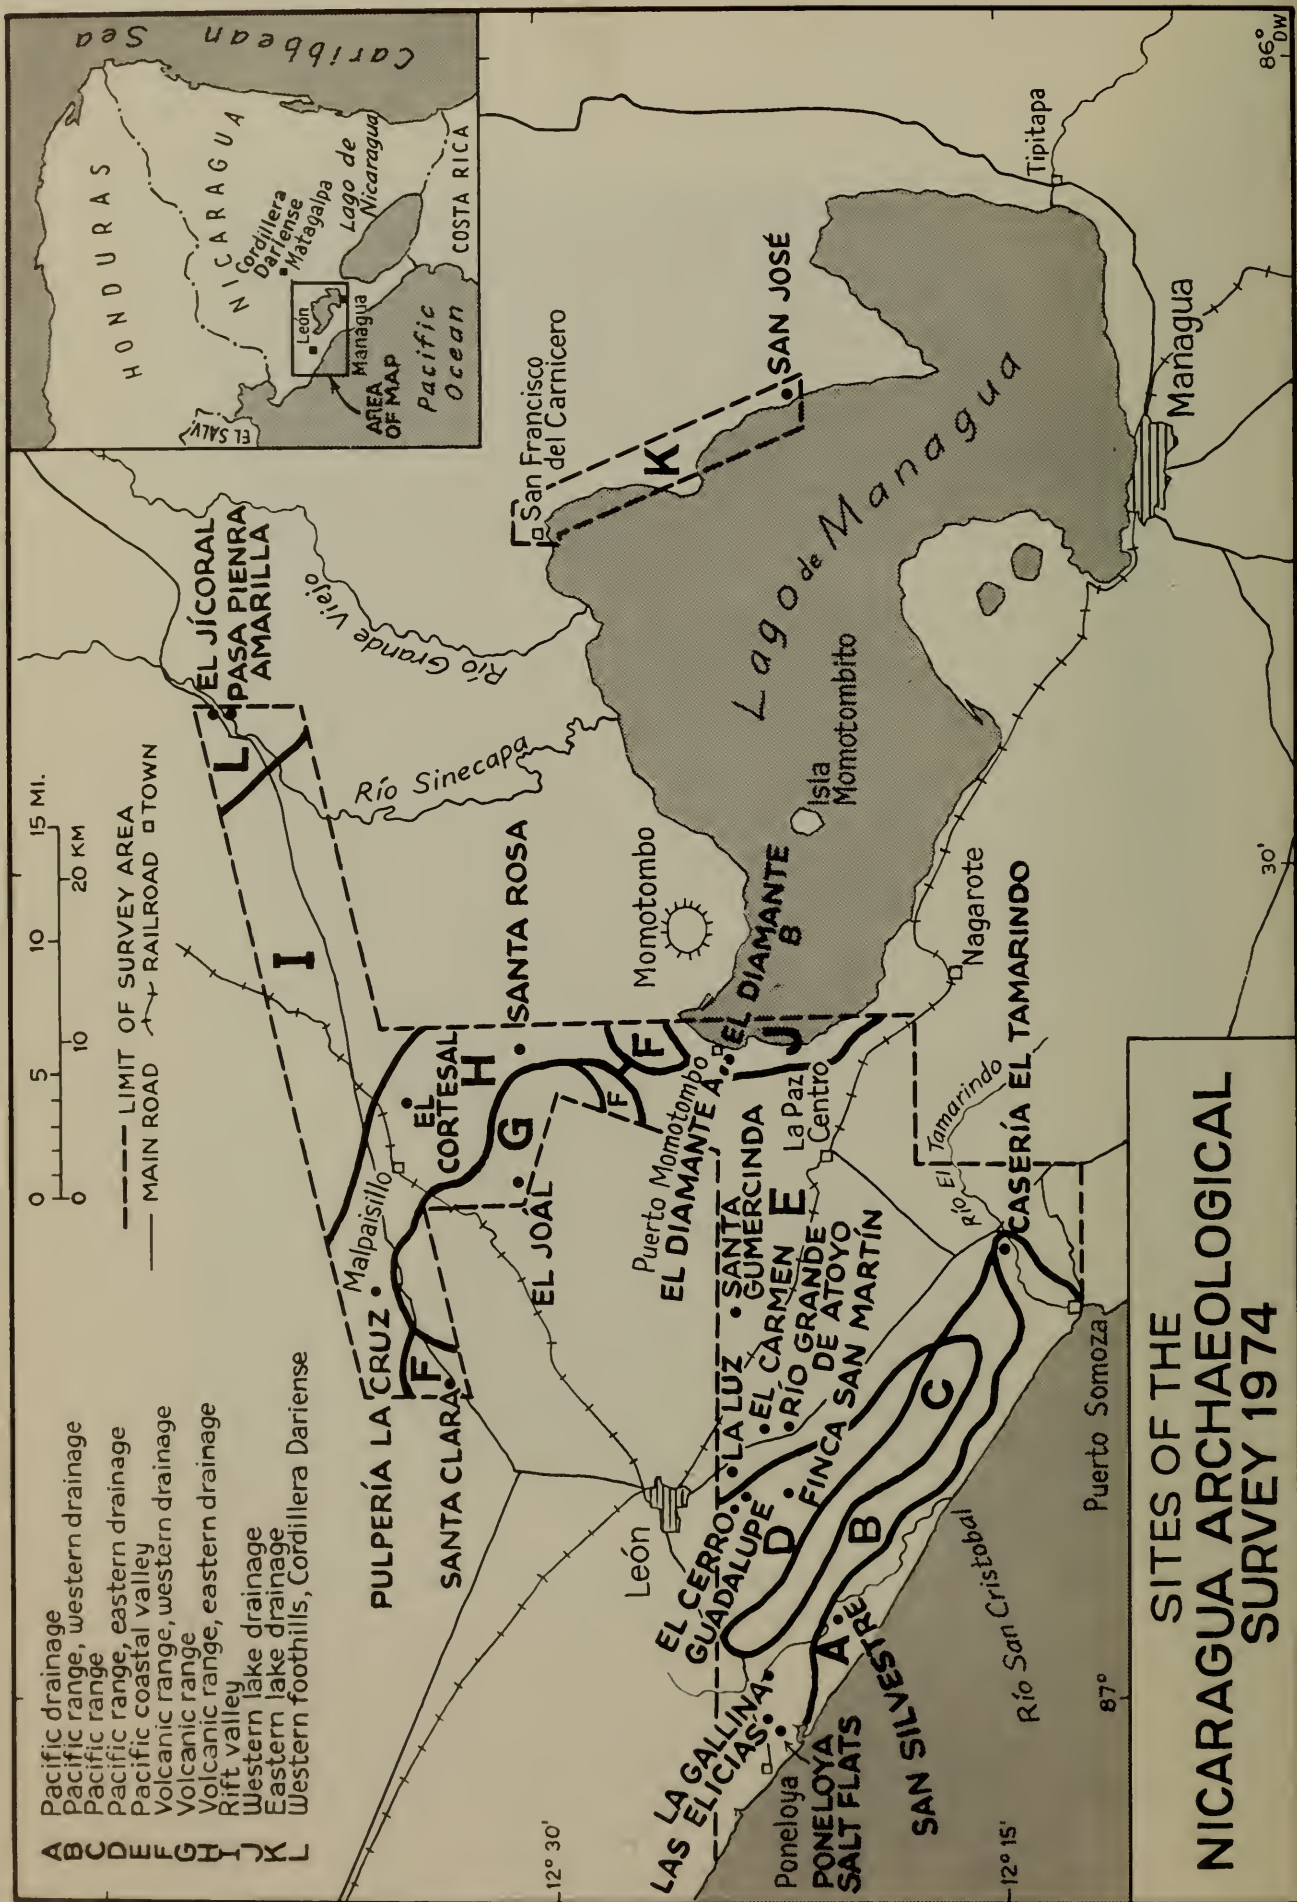 A Pacific drainage
B Pacific range, western drainage
C Pacific range
D Pacific range, eastern drainage
E Pacific coastal valley
F Volcanic range, western drainage
G Volcanic range
H Volcanic range, eastern drainage
I Rift valley
J Western lake drainage
K Eastern lake drainage
L Western foothills, Cordillera Dariense
0 5 10 15 MI.
0 10 20 KM
LIMIT OF SURVEY AREA
MAIN ROAD RAILROAD TOWN
HONDURAS
NICARAGUA
Caribbean
Sea
EL SALV.
Cordillera
Dariense
Matagalpa
León
Managua
Lago de
Nicaragua
COSTA RICA
AREA
OF MAP
Pacific
Ocean
EL JÍCORAL
PASA PIENRA
AMARILLA
L
I
Río Grande Viejo
Río Sinecapa
PULPERÍA LA CRUZ
Malpaisillo
F
SANTA CLARA
EL
CORTESAL
H
SANTA ROSA
G
EL JOÁL
F
F
12° 30'
San Francisco
del Carnicero
K
SAN JOSÉ
Momotombo
León
Puerto Momotombo
EL DIAMANTE A
EL DIAMANTE
B
J
Isla
Momotombito
Lago de Managua
Tipitapa
Managua
EL CERRO
GUADALUPE
LA LUZ
SANTA
GUMERCINDA
EL CARMEN
E
RÍO GRANDE
DE ATOYO
FINCA SAN MARTÍN
La Paz
Centro
Nagarote
D
C
B
A
LA GALLINA
LAS ELICIAS
Poneloya
PONELOYA
SALT FLATS
SAN SILVESTRE
Río San Cristobal
Río El Tamarindo
CASERÍA EL TAMARINDO
Puerto Somoza
12° 15'
87°
30'
86°
DW
SITES OF THE
NICARAGUA ARCHAEOLOGICAL
SURVEY 1974